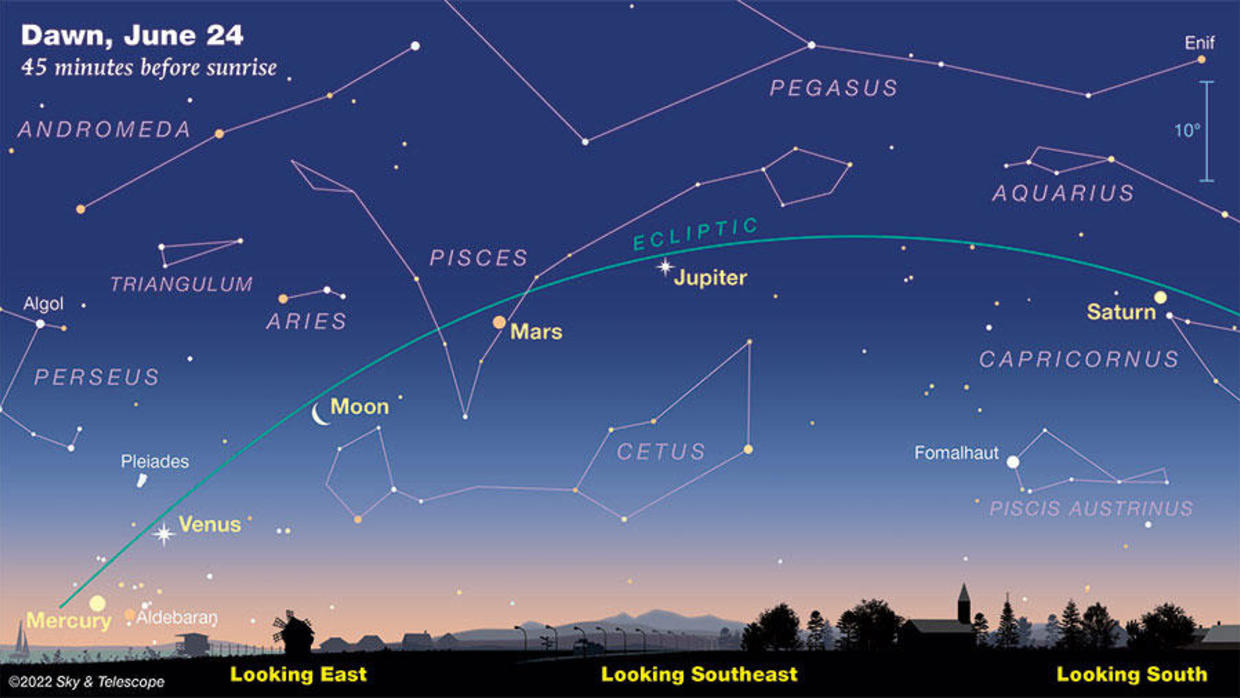 Dawn, June 24
45 minutes before sunrise
Enif
PEGASUS
ANDROMEDA
10°
AQUARIUS
ECLIPTIC
PISCES
Jupiter
TRIANGULUM
Algol
ARIES
Saturn
Mars
CAPRICORNUS
PERSEUS
Moon
CETUS
Fomalhaut
Pleiades
PISCIS AUSTRINUS
Venus
Mercury
Aldebaran
Looking East
Looking Southeast
Looking South
©2022 Sky & Telescope